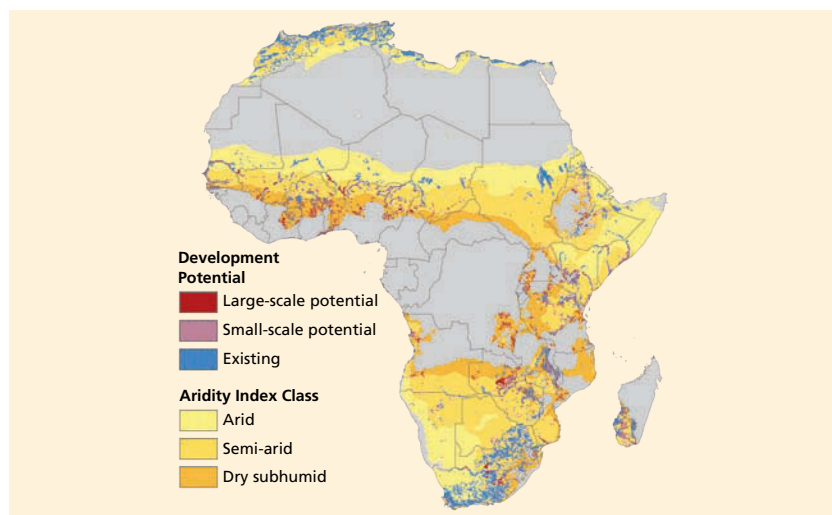 Development
Potential
Large-scale potential
Small-scale potential
Existing
Aridity Index Class
Arid
Semi-arid
Dry subhumid